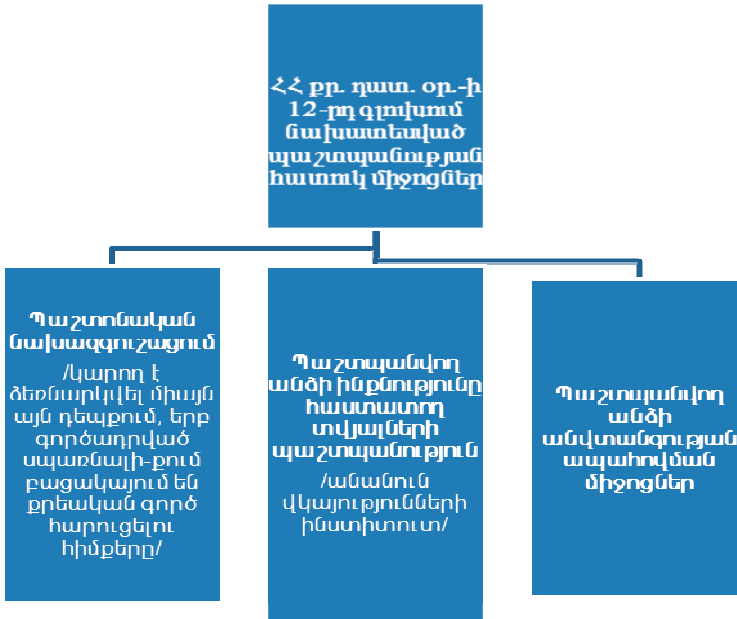 ՀՀ քր. դատ. օր.-ի
12-րդ գլուխում
նախատեսված
պաշտպանության
հատուկ միջոցներ
Պաշտոնական
նախազգուշացում
/կարող է
ձեռնարկվել միայն
այն դեպքում, երբ
գործադրված
սպառնալի-քում
բացակայում են
քրեական գործ
հարուցելու
հիմքերը/
Պաշտպանվող
անձի ինքնությունը
հաստատող
տվյալների
պաշտպանություն
/անանուն
վկայությունների
ինստիտուտ/
Պաշտպանվող
անձի
անվտանգության
ապահովման
միջոցներ